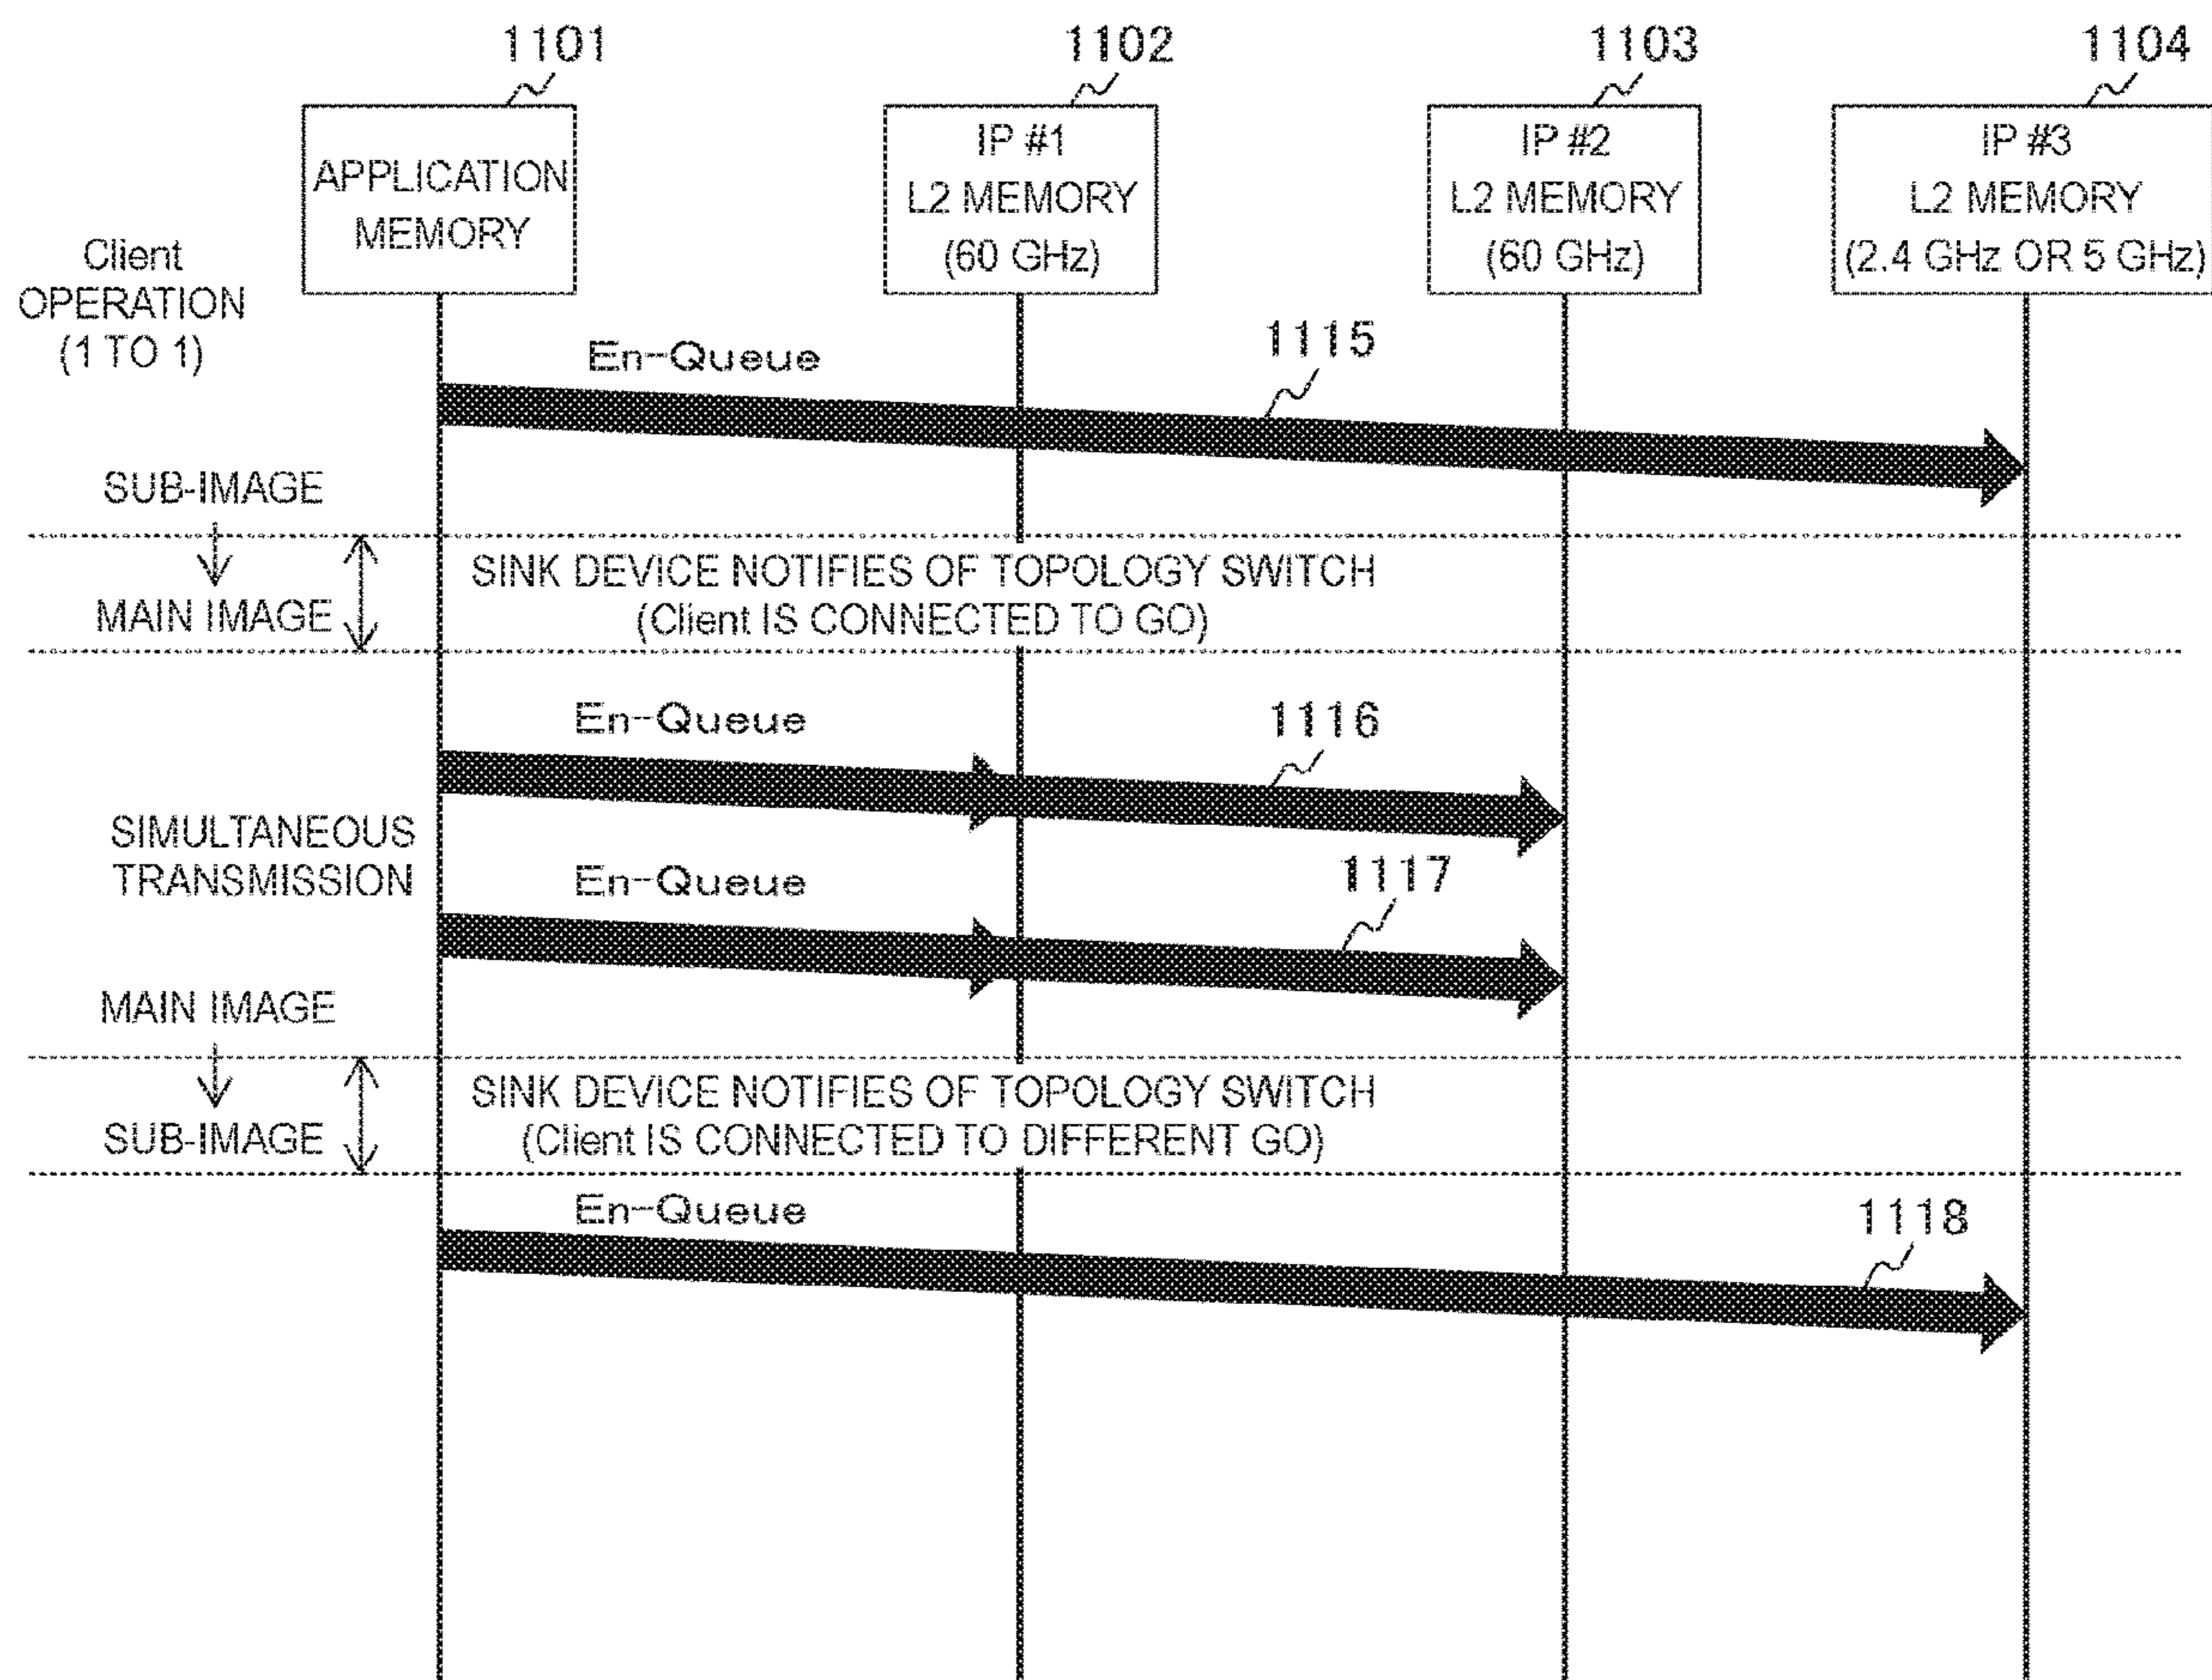 1101
1102
1103
1104
APPLICATION
MEMORY
IP #1
L2 MEMORY
(60 GHz)
IP #2
L2 MEMORY
(60 GHz)
IP #3
L2 MEMORY
(2.4 GHz OR 5 GHz)
Client
OPERATION
(1 TO 1)
En-Queue
1115
SUB-IMAGE
MAIN IMAGE
SINK DEVICE NOTIFIES OF TOPOLOGY SWITCH
(Client IS CONNECTED TO GO)
En-Queue
1116
SIMULTANEOUS
TRANSMISSION
En-Queue
1117
MAIN IMAGE
SUB-IMAGE
SINK DEVICE NOTIFIES OF TOPOLOGY SWITCH
(Client IS CONNECTED TO DIFFERENT GO)
En-Queue
1118